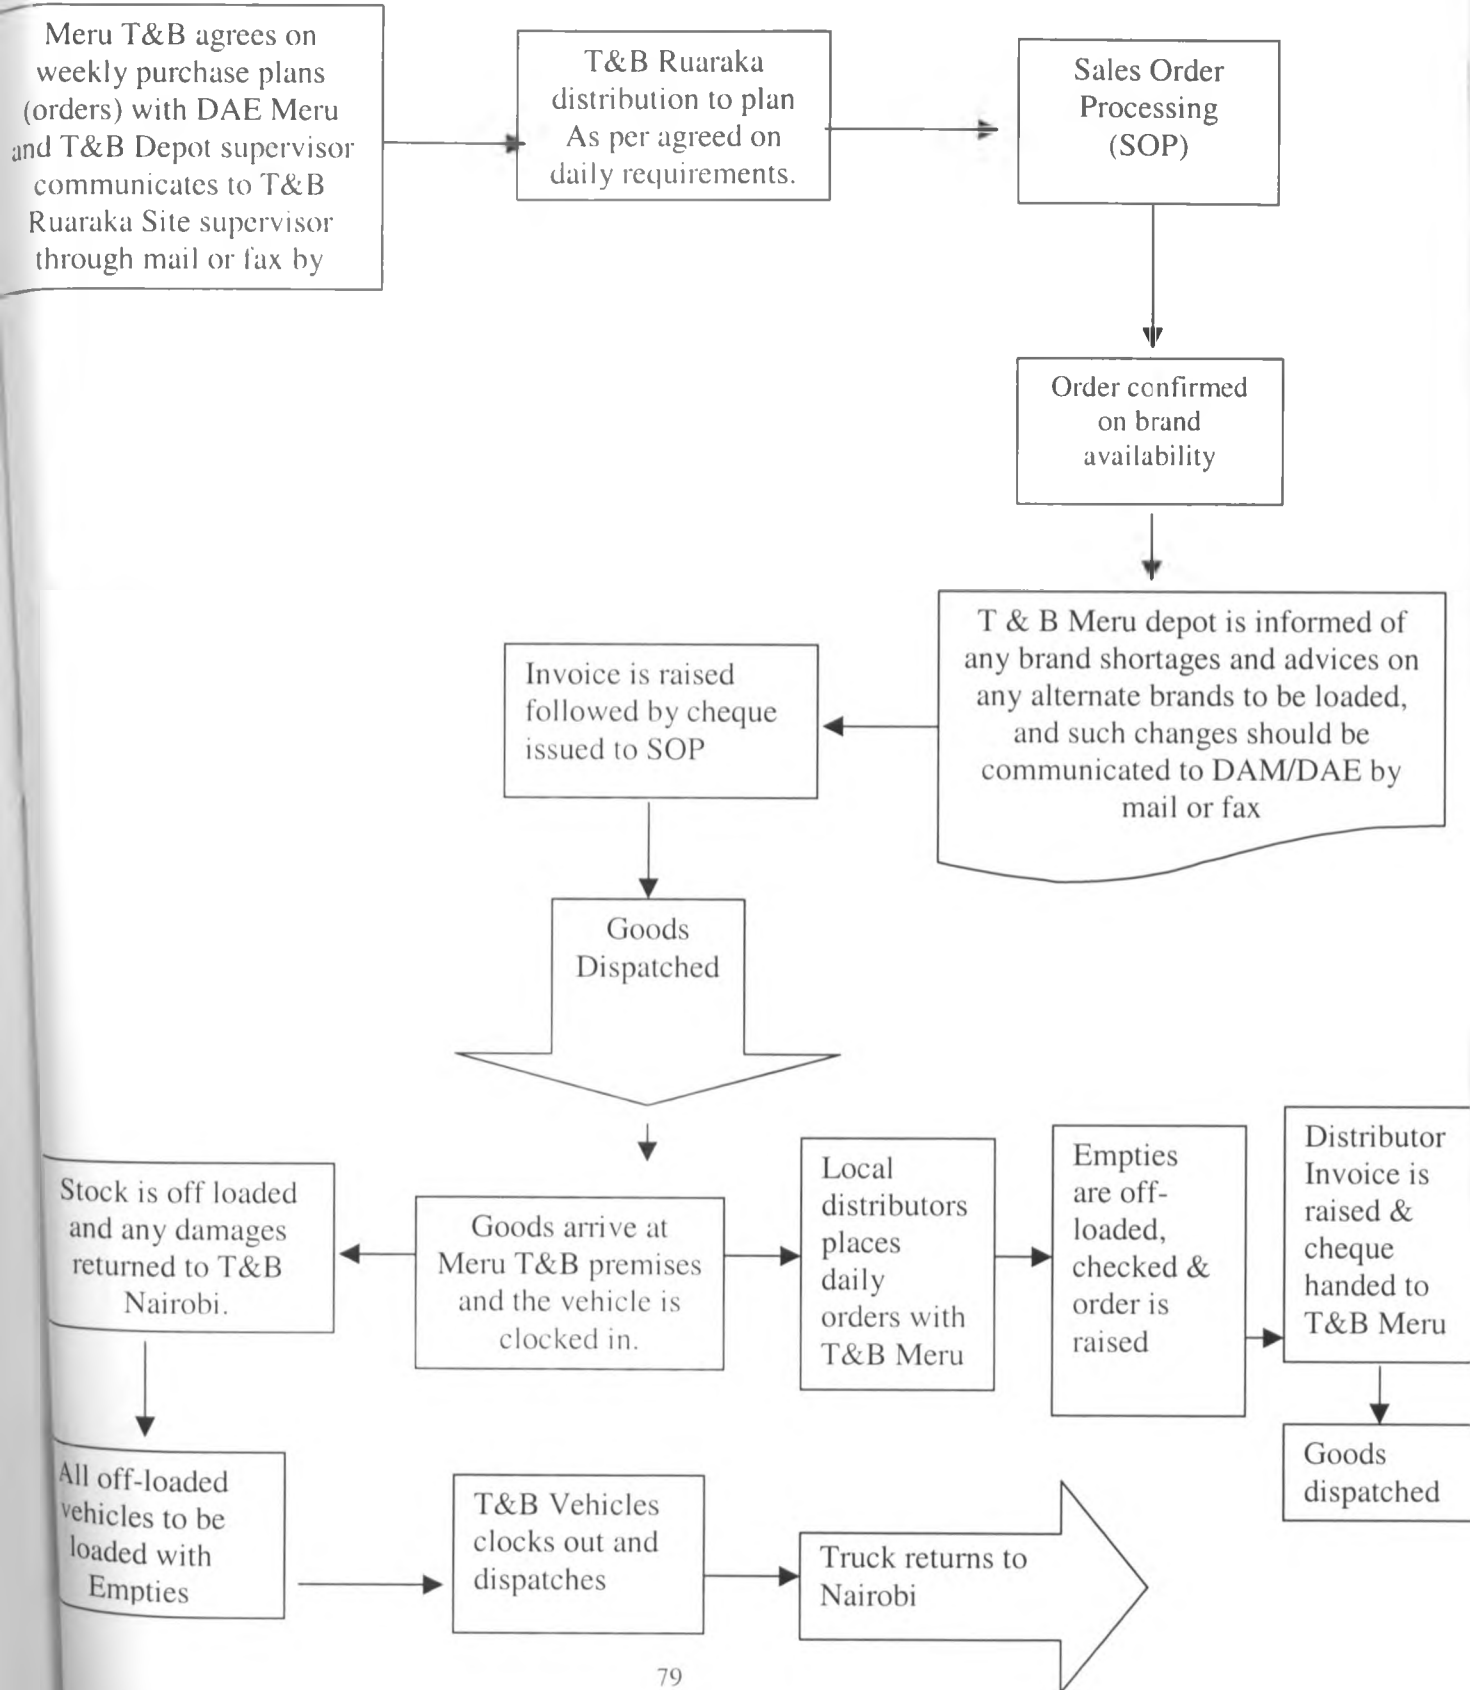 Meru T&B agrees on
weekly purchase plans
(orders) with DAE Meru
and T&B Depot supervisor
communicates to T&B
Ruaraka Site supervisor
through mail or fax by
T&B Ruaraka
distribution to plan
As per agreed on
daily requirements.
Sales Order
Processing
(SOP)
Order confirmed
on brand
availability
T & B Meru depot is informed of
any brand shortages and advices on
any alternate brands to be loaded,
and such changes should be
communicated to DAM/DAE by
mail or fax
Invoice is raised
followed by cheque
issued to SOP
Goods
Dispatched
Goods arrive at
Meru T&B premises
and the vehicle is
clocked in.
Stock is off loaded
and any damages
returned to T&B
Nairobi.
Local
distributors
places
daily
orders with
T&B Meru
Empties
are off-
loaded,
checked &
order is
raised
Distributor
Invoice is
raised &
cheque
handed to
T&B Meru
Goods
dispatched
All off-loaded
vehicles to be
loaded with
Empties
T&B Vehicles
clocks out and
dispatches
Truck returns to
Nairobi
79